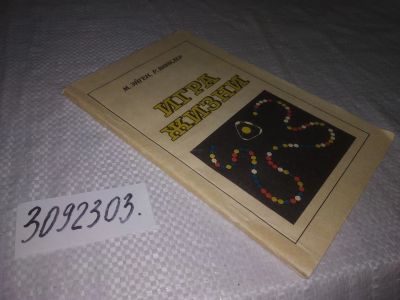 М. ЭЙГЕН, Р. ВИНКЛЕР
ИГРА
ЖИЗНИ
3092303.